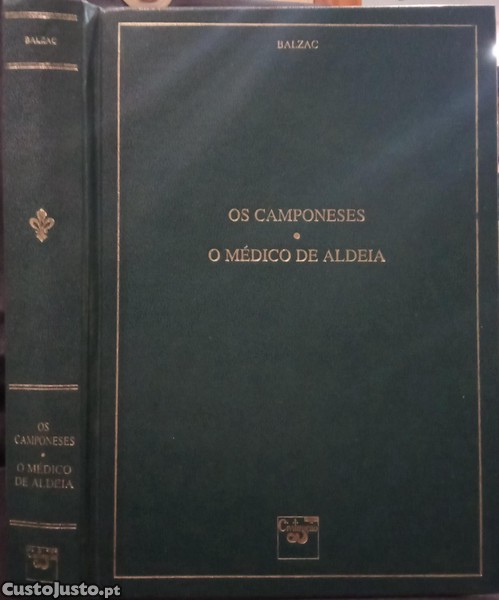 BALZAC
OS
CAMPONESES
O MÉDICO
DE ALDEIA
BALZAC
OS CAMPONESES
O MÉDICO DE ALDEIA
CustoJusto.pt